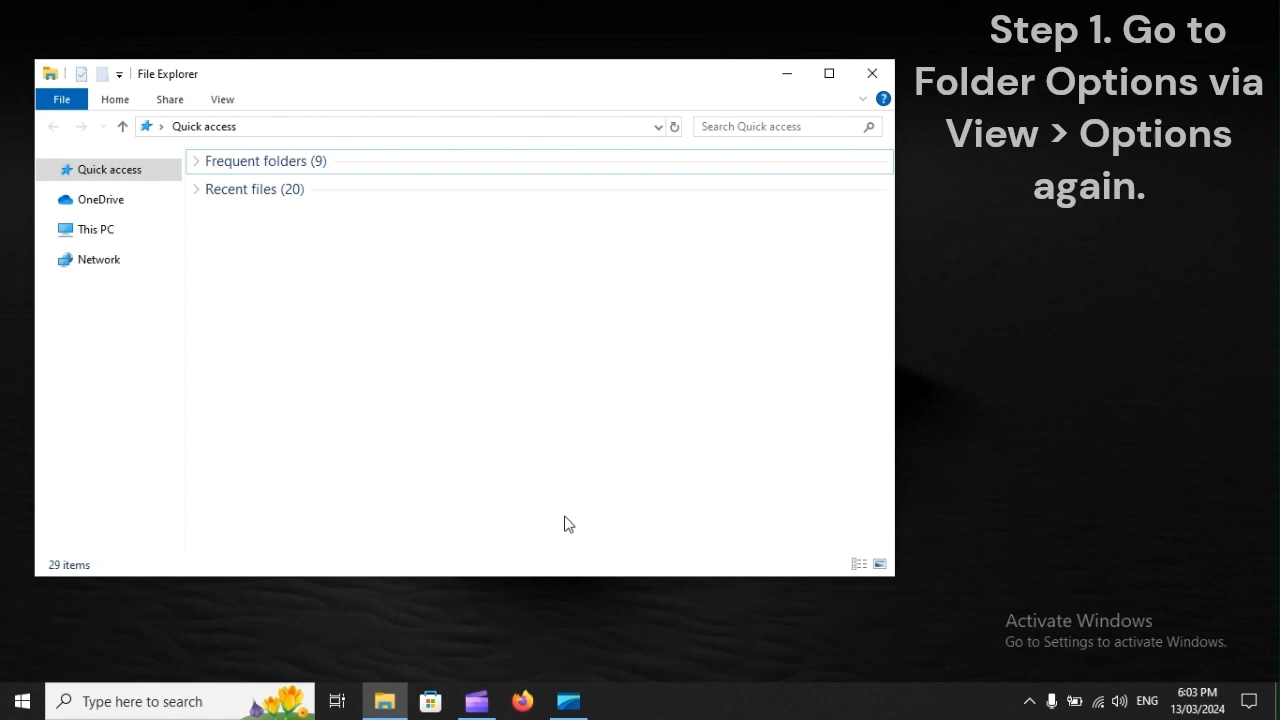 Step 1. Go to
Folder Options via
View > Options
again.
File Explorer
File
Home
Share
View
Quick access
Search Quick access
Quick access
OneDrive
This PC
Network
Frequent folders (9)
Recent files (20)
29 items
Activate Windows
Go to Settings to activate Windows.
Type here to search
ENG
6:03 PM
13/03/2024